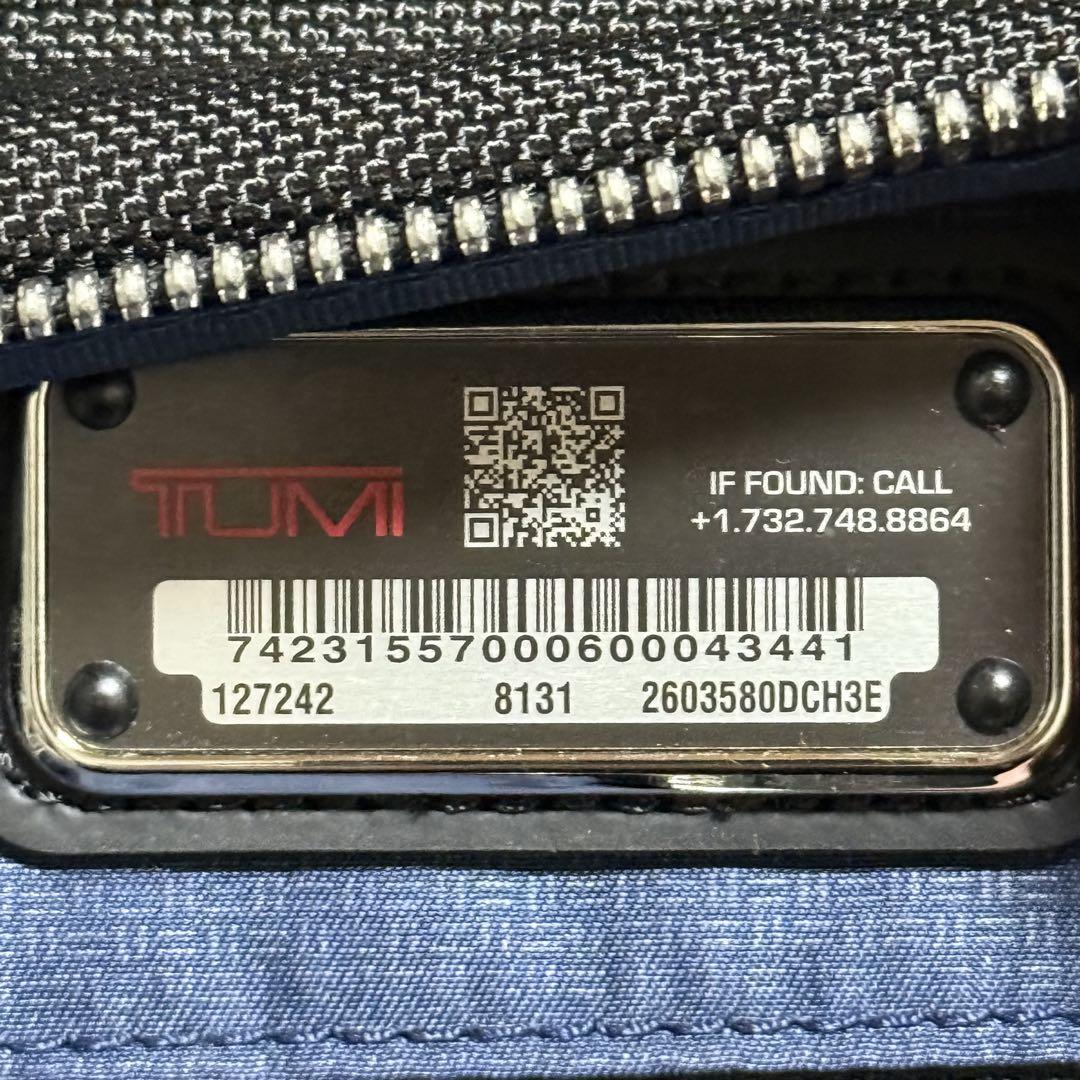 TUMI
IF FOUND: CALL
+1.732.748.8864
74231557000600043441
127242 8131 2603580DCH3E